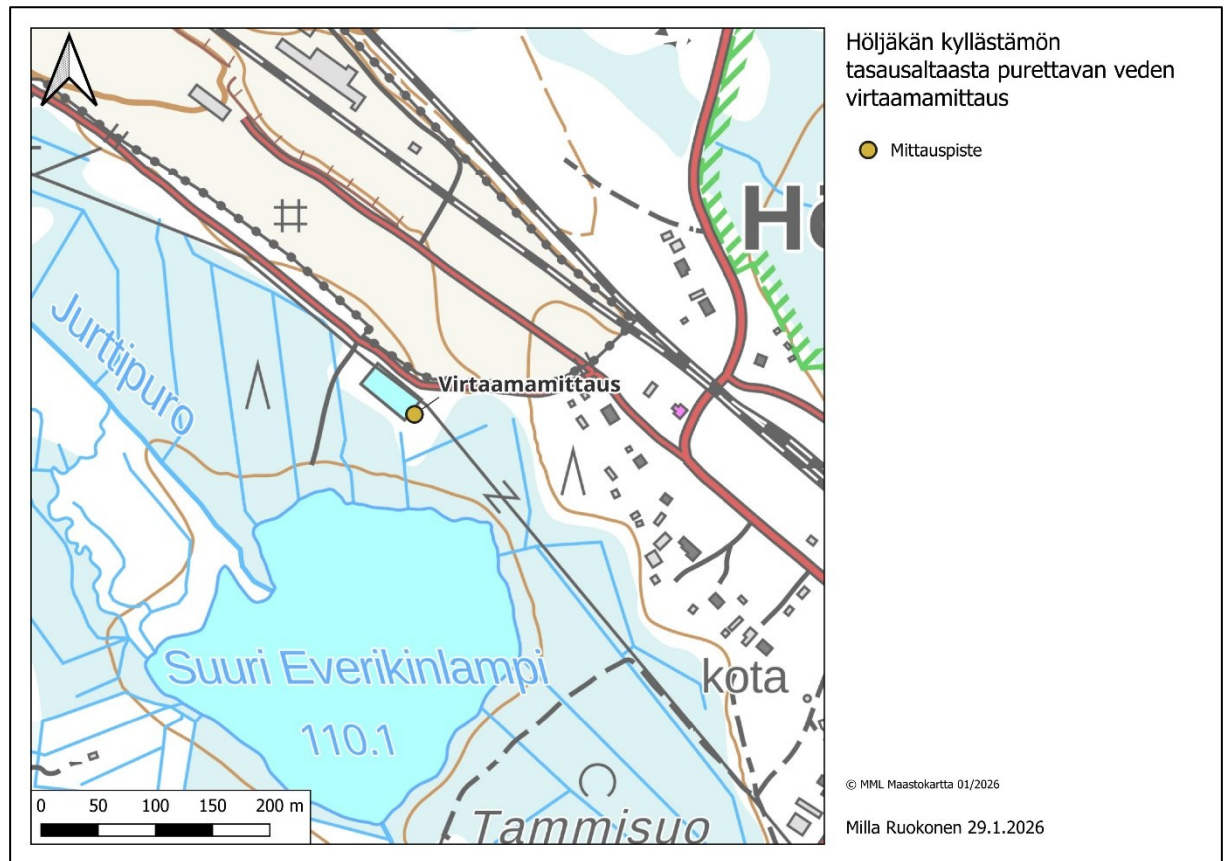 Höljäkän kyllästämön
tasausaltaasta purettavan veden
virtaamamittaus
Mittauspiste
Hö
Jurttipuro
Virtaamamittaus
Suuri Everikinlampi
110.1
kota
Tammisuo
0 50 100 150 200 m
© MML Maastokartta 01/2026
Milla Ruokonen 29.1.2026